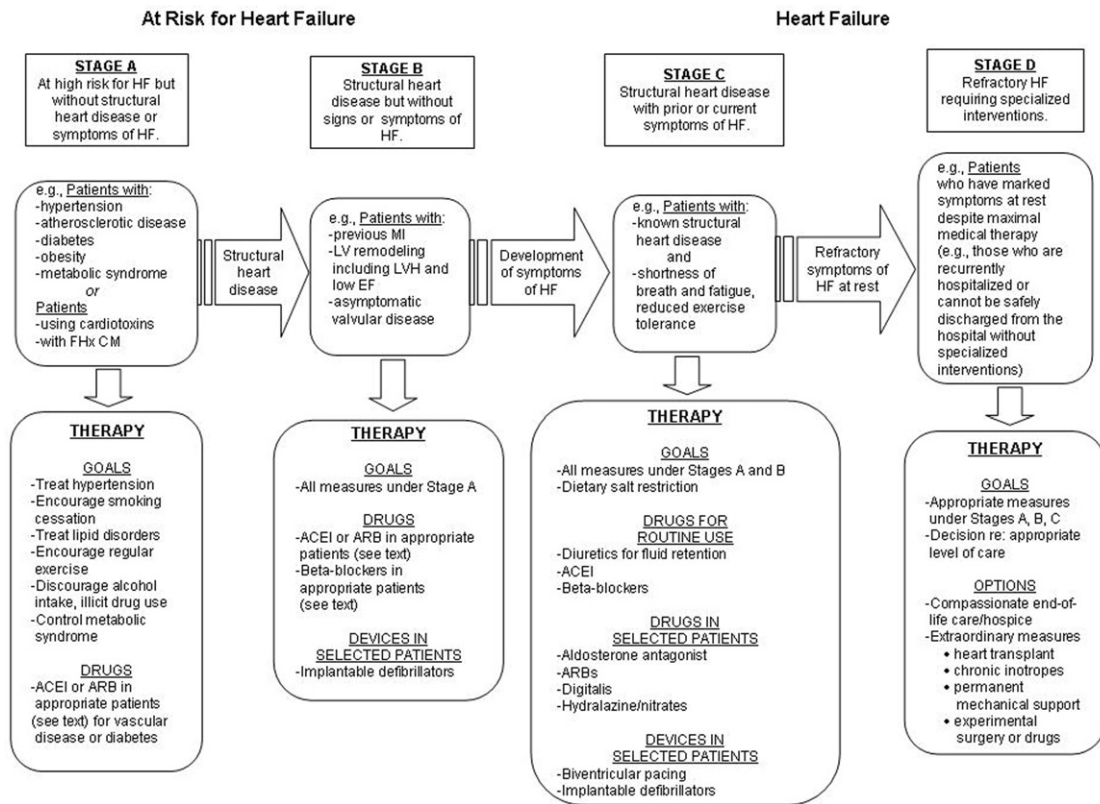 At Risk for Heart Failure
Heart Failure
STAGE A
At high risk for HF but
without structural
heart disease or
symptoms of HF.
STAGE B
Structural heart
disease but without
signs or symptoms of
HF.
STAGE C
Structural heart disease
with prior or current
symptoms of HF.
STAGE D
Refractory HF
requiring specialized
interventions.
e.g., Patients with:
-hypertension
-atherosclerotic disease
-diabetes
-obesity
-metabolic syndrome
or
Patients
-using cardiotoxins
-with FHx CM
Structural
heart
disease
e.g., Patients with:
-previous MI
-LV remodeling
including LVH and
low EF
-asymptomatic
valvular disease
Development
of symptoms
of HF
e.g., Patients with:
-known structural
heart disease
and
-shortness of
breath and fatigue,
reduced exercise
tolerance
Refractory
symptoms of
HF at rest
e.g., Patients
who have marked
symptoms at rest
despite maximal
medical therapy
(e.g., those who are
recurrently
hospitalized or
cannot be safely
discharged from the
hospital without
specialized
interventions)
THERAPY
GOALS
-Treat hypertension
-Encourage smoking
cessation
-Treat lipid disorders
-Encourage regular
exercise
-Discourage alcohol
intake, illicit drug use
-Control metabolic
syndrome
DRUGS
-ACEI or ARB in
appropriate patients
(see text) for vascular
disease or diabetes
THERAPY
GOALS
-All measures under Stage A
DRUGS
-ACEI or ARB in appropriate
patients (see text)
-Beta-blockers in
appropriate patients
(see text)
DEVICES IN
SELECTED PATIENTS
-Implantable defibrillators
THERAPY
GOALS
-All measures under Stages A and B
-Dietary salt restriction
DRUGS FOR
ROUTINE USE
-Diuretics for fluid retention
-ACEI
-Beta-blockers
DRUGS IN
SELECTED PATIENTS
-Aldosterone antagonist
-ARBs
-Digitalis
-Hydralazine/nitrates
DEVICES IN
SELECTED PATIENTS
-Biventricular pacing
-Implantable defibrillators
THERAPY
GOALS
-Appropriate measures
under Stages A, B, C
-Decision re: appropriate
level of care
OPTIONS
-Compassionate end-of-
life care/hospice
-Extraordinary measures
• heart transplant
• chronic inotropes
• permanent
mechanical support
• experimental
surgery or drugs